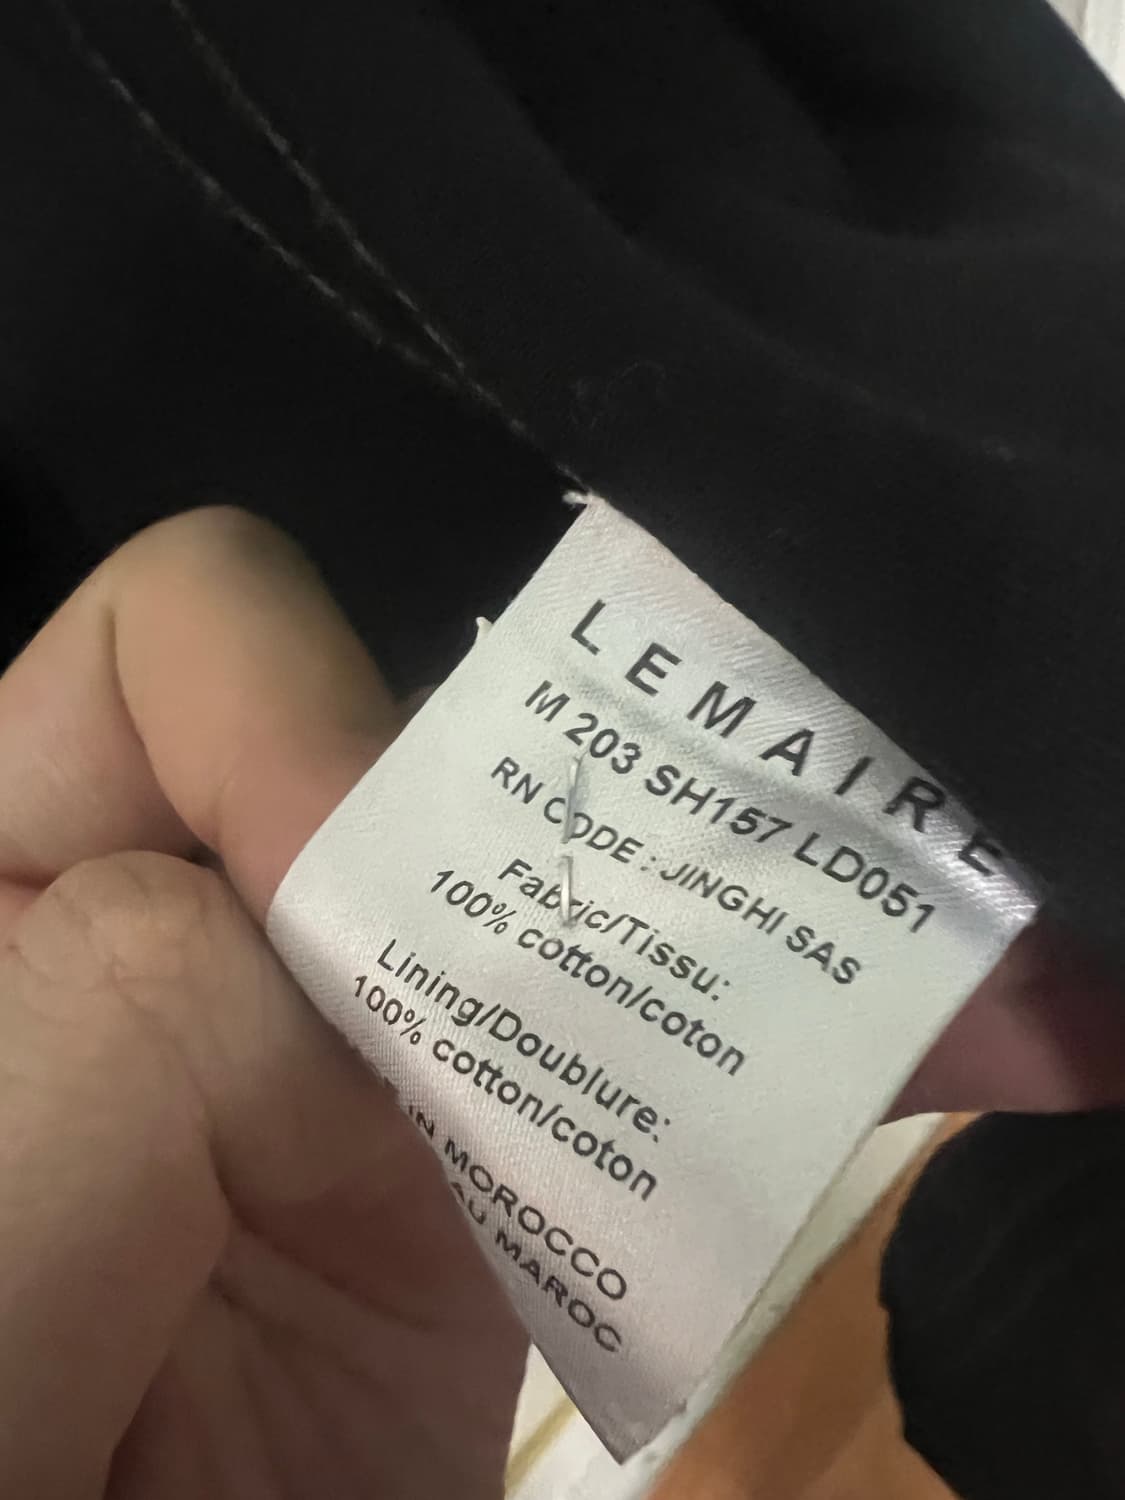 LEMAIRE
M 203 SH157 LD051
RN CODE : JINGHI SAS
Fabric/Tissu:
100% cotton/coton
Lining/Doublure:
100% cotton/coton
IN MOROCCO
AU MAROC